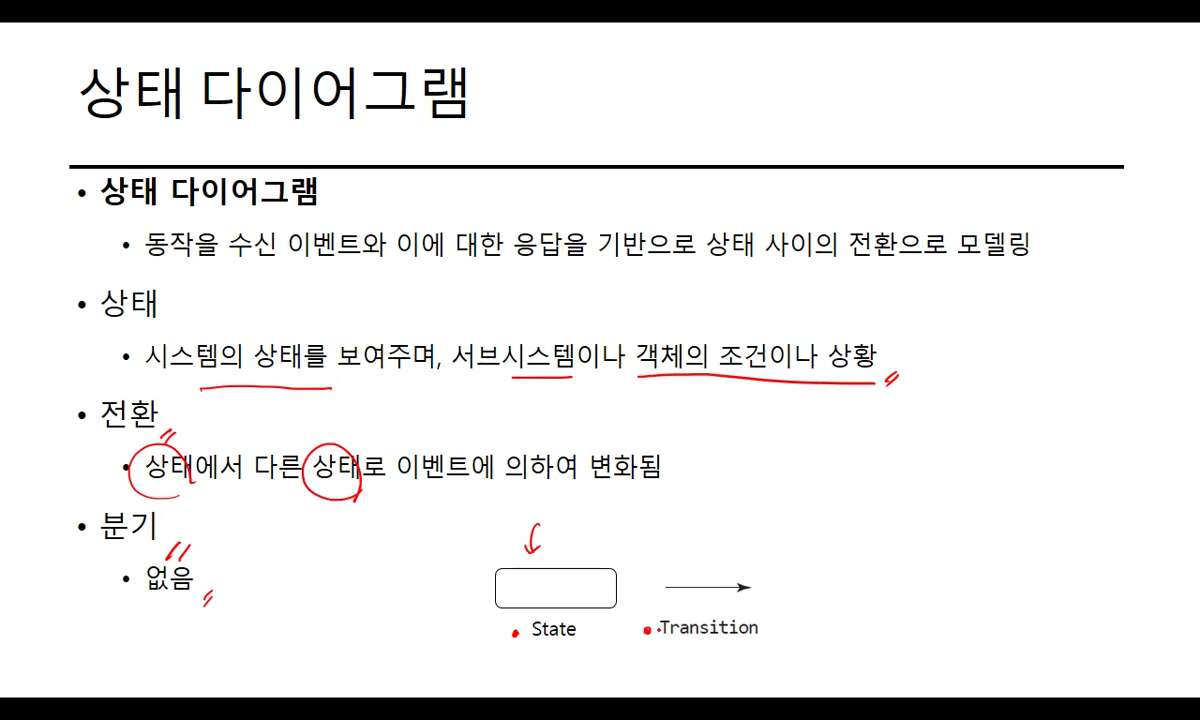 상태 다이어그램
• 상태 다이어그램
• 동작을 수신 이벤트와 이에 대한 응답을 기반으로 상태 사이의 전환으로 모델링
• 상태
• 시스템의 상태를 보여주며, 서브시스템이나 객체의 조건이나 상황
• 전환
• 상태에서 다른 상태로 이벤트에 의하여 변화됨
• 분기
• 없음
State
Transition